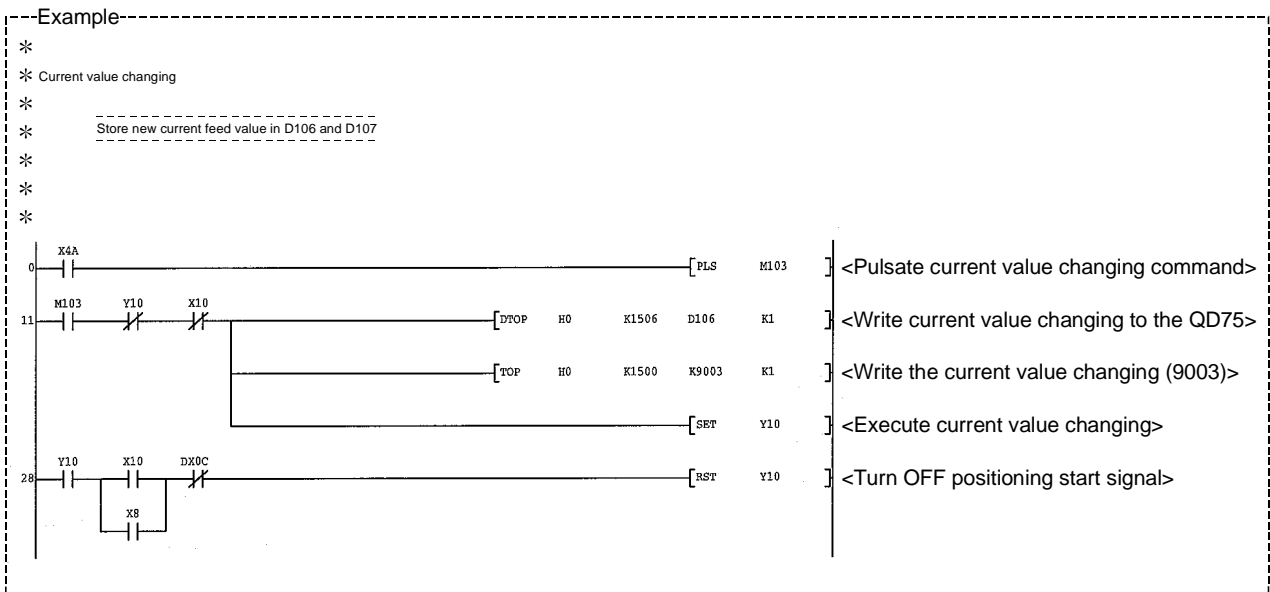 Example
*
* Current value changing
*
* Store new current feed value in D106 and D107
*
*
*
X4A
0 [PLS M103 ] <Pulsate current value changing command>
M103 Y10 X10
11 [DTOP H0 K1506 D106 K1 ] <Write current value changing to the QD75>
[TOP H0 K1500 K9003 K1 ] <Write the current value changing (9003)>
[SET Y10 ] <Execute current value changing>
Y10 X10 DX0C
28 [RST Y10 ] <Turn OFF positioning start signal>
X8